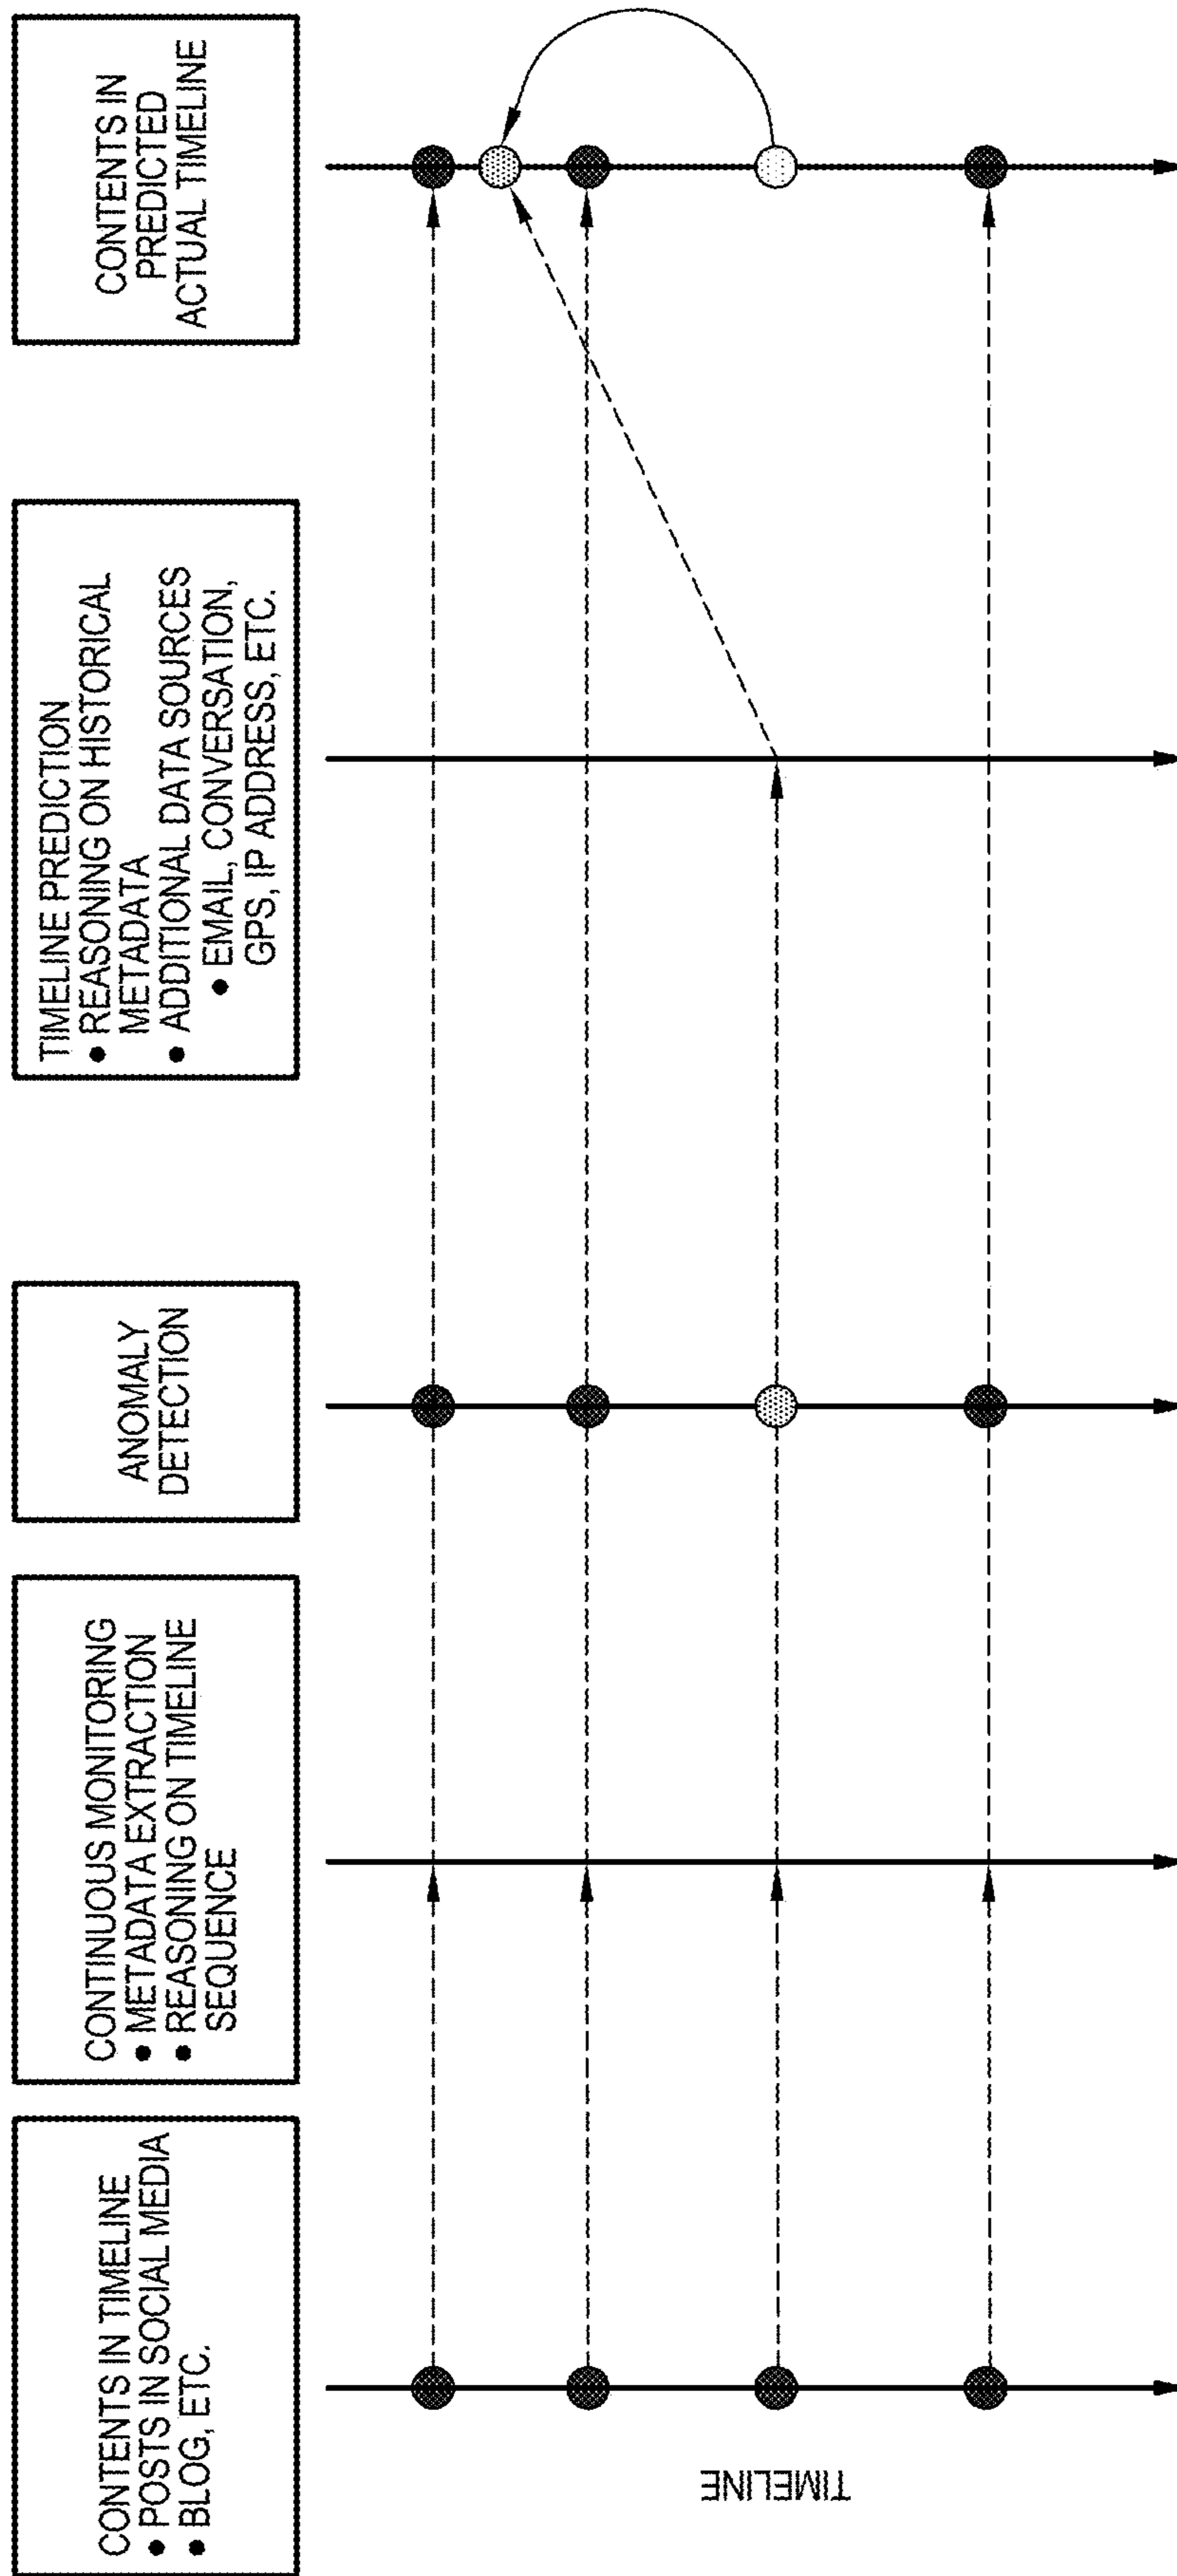 CONTENTS IN TIMELINE
• POSTS IN SOCIAL MEDIA
• BLOG, ETC.
CONTINUOUS MONITORING
• METADATA EXTRACTION
• REASONING ON TIMELINE
SEQUENCE
ANOMALY
DETECTION
TIMELINE PREDICTION
• REASONING ON HISTORICAL
METADATA
• ADDITIONAL DATA SOURCES
• EMAIL, CONVERSATION,
GPS, IP ADDRESS, ETC.
CONTENTS IN
PREDICTED
ACTUAL TIMELINE
TIMELINE